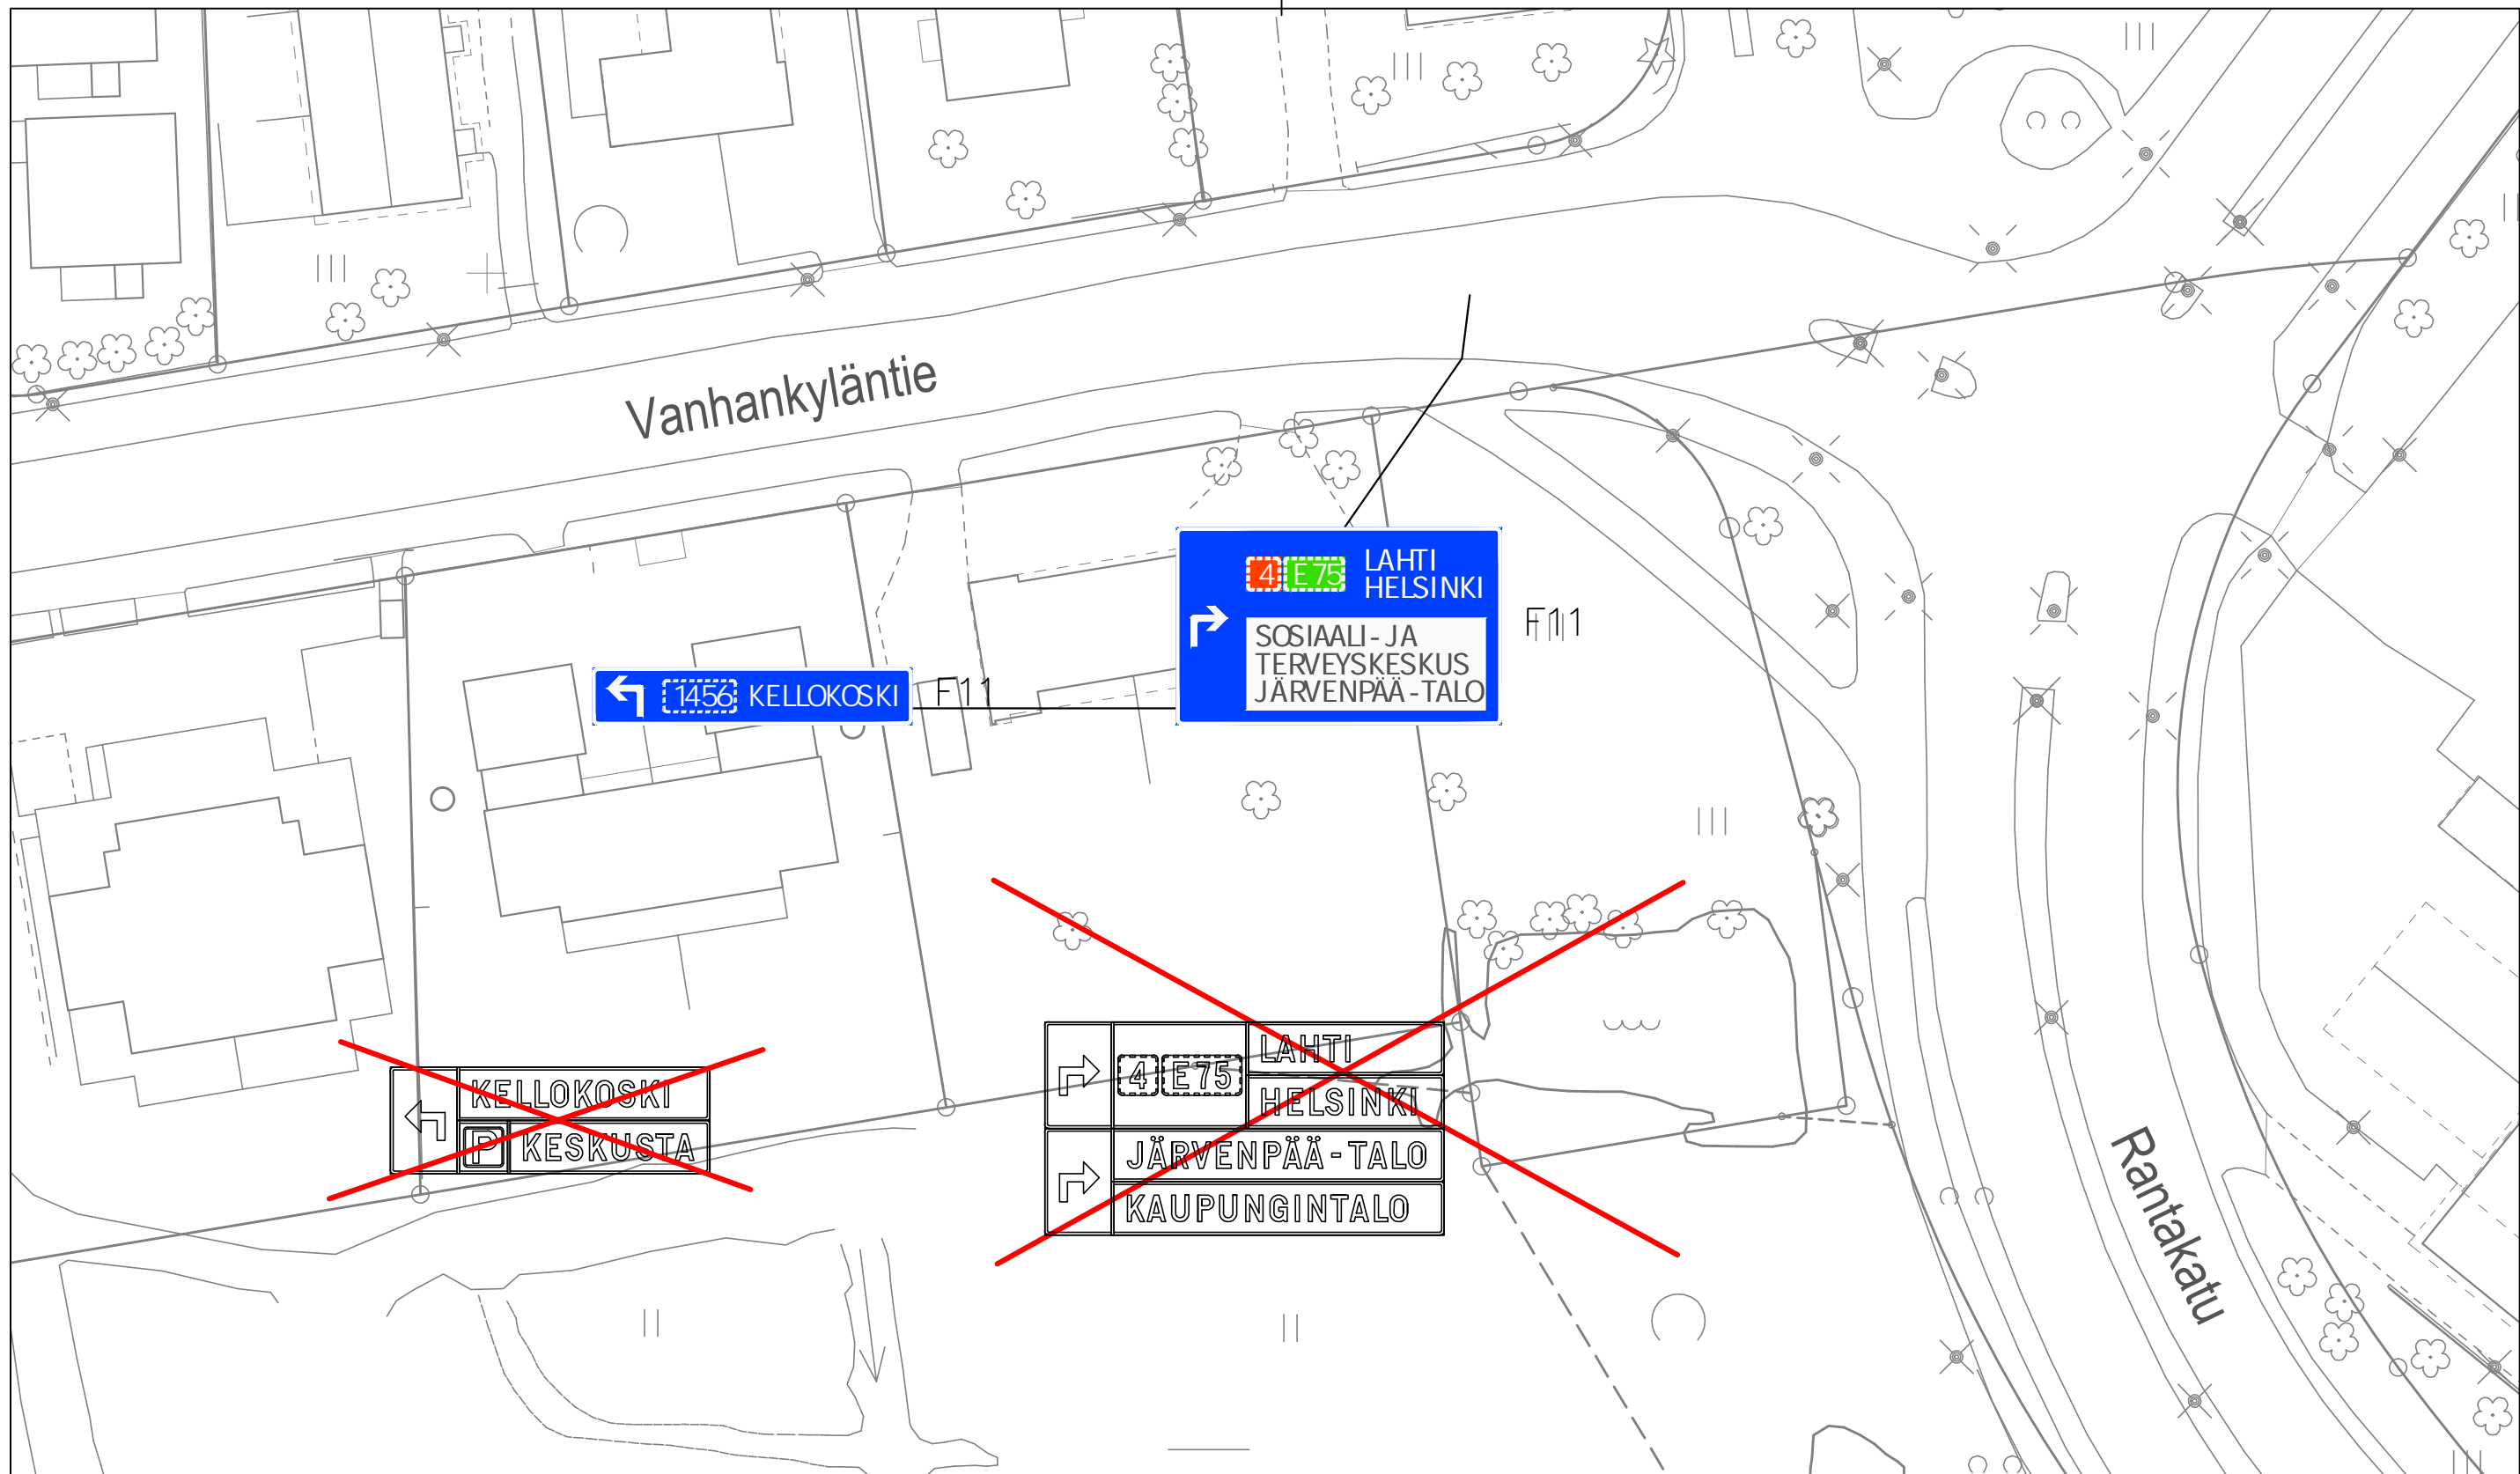 Vanhankyläntie
4 E 75 LAHTI
HELSINKI
SOSIAALI - JA
TERVEYSKESKUS
JÄRVENPÄÄ - TALO
F11
1456 KELLOKOSKI
F11
LAHTI
4 E75
HELSINKI
JÄRVENPÄÄ - TALO
KAUPUNGINTALO
KELLOKOSKI
P KESKUSTA
Rantakatu